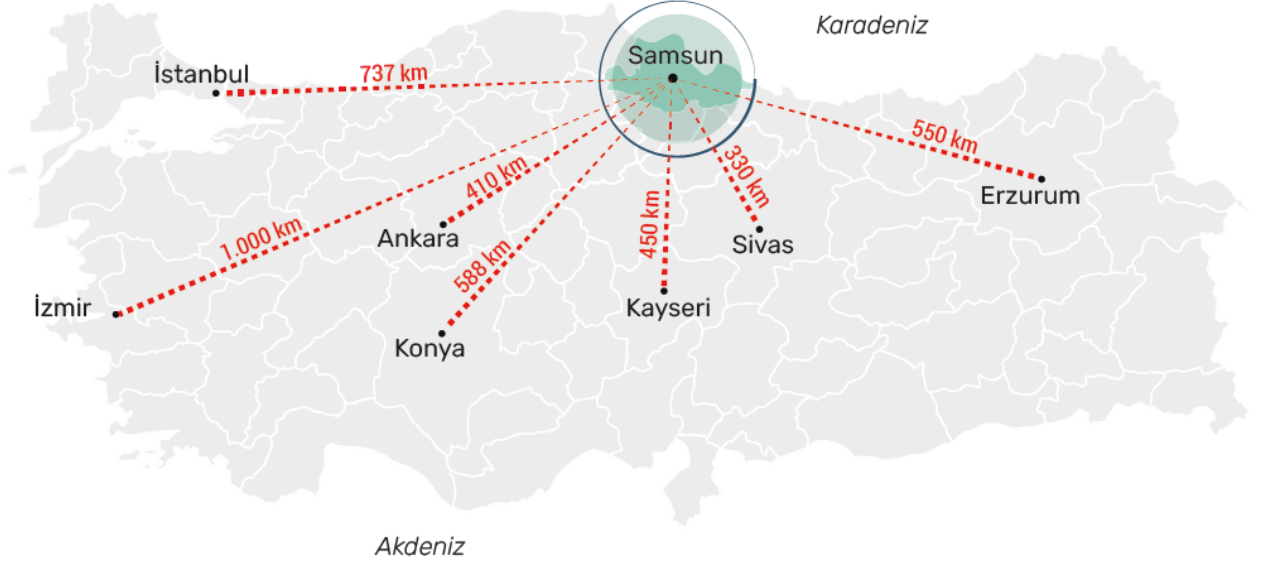 Karadeniz
Samsun
İstanbul
737 km
550 km
Erzurum
330 km
410 km
Ankara
450 km
Sivas
1.000 km
588 km
İzmir
Kayseri
Konya
Akdeniz